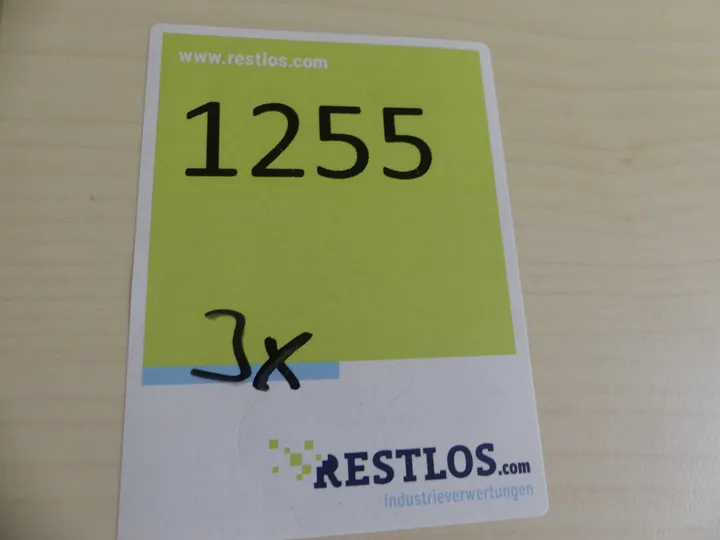 www.restlos.com
1255
3x
RESTLOS.com
Industrieverwertungen